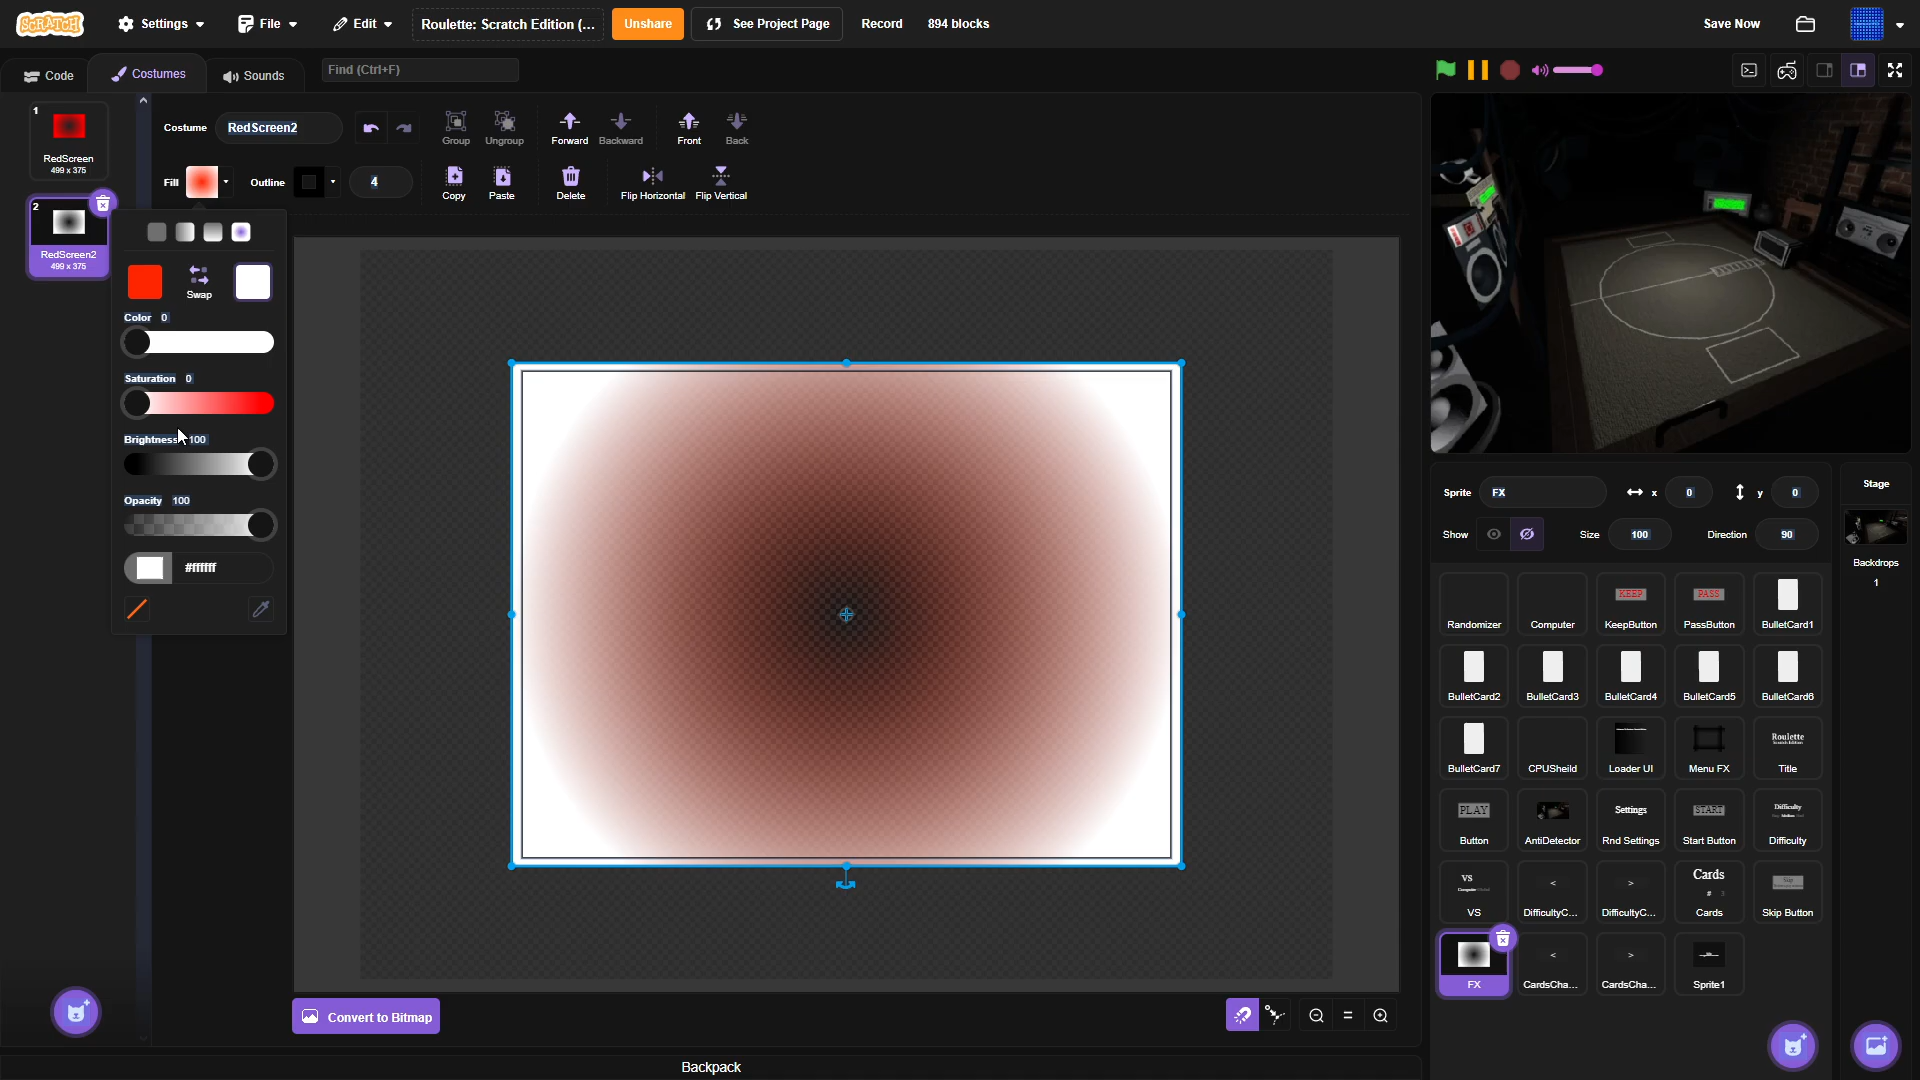 SCRATCH
Settings
File
Edit
Roulette: Scratch Edition (...
Unshare
See Project Page
Record
894 blocks
Save Now
Code
Costumes
Sounds
Find (Ctrl+F)
1
RedScreen
499 x 375
2
RedScreen2
499 x 375
Costume
RedScreen2
Group
Ungroup
Forward
Backward
Front
Back
Fill
Outline
4
Copy
Paste
Delete
Flip Horizontal
Flip Vertical
Swap
Color 0
Saturation 0
Brightness 100
Opacity 100
#ffffff
Convert to Bitmap
Backpack
Sprite
FX
x
0
y
0
Show
Size
100
Direction
90
Stage
Backdrops
1
Randomizer
Computer
KEEP
KeepButton
PASS
PassButton
BulletCard1
BulletCard2
BulletCard3
BulletCard4
BulletCard5
BulletCard6
BulletCard7
CPUSheild
Loader UI
Menu FX
Roulette
Scratch Edition
Title
PLAY
Button
AntiDetector
Settings
Rnd Settings
START
Start Button
Difficulty
Difficulty
VS
VS
<
DifficultyC...
>
DifficultyC...
Cards
# 3
Cards
Skip
Skip Button
FX
<
CardsCha...
>
CardsCha...
Sprite1